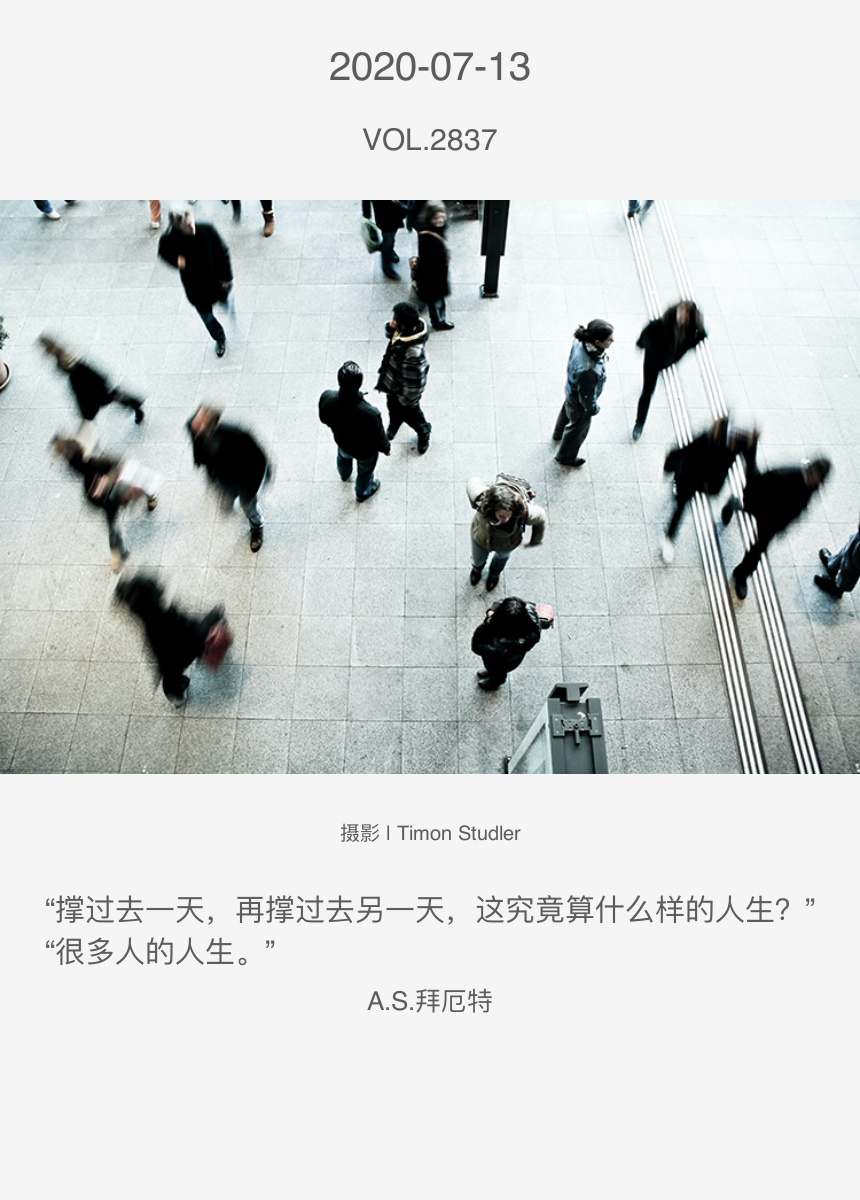 2020-07-13
VOL.2837
摄影 l Timon Studler
“撑过去一天，再撑过去另一天，这究竟算什么样的人生？”
“很多人的人生。”
A.S.拜厄特